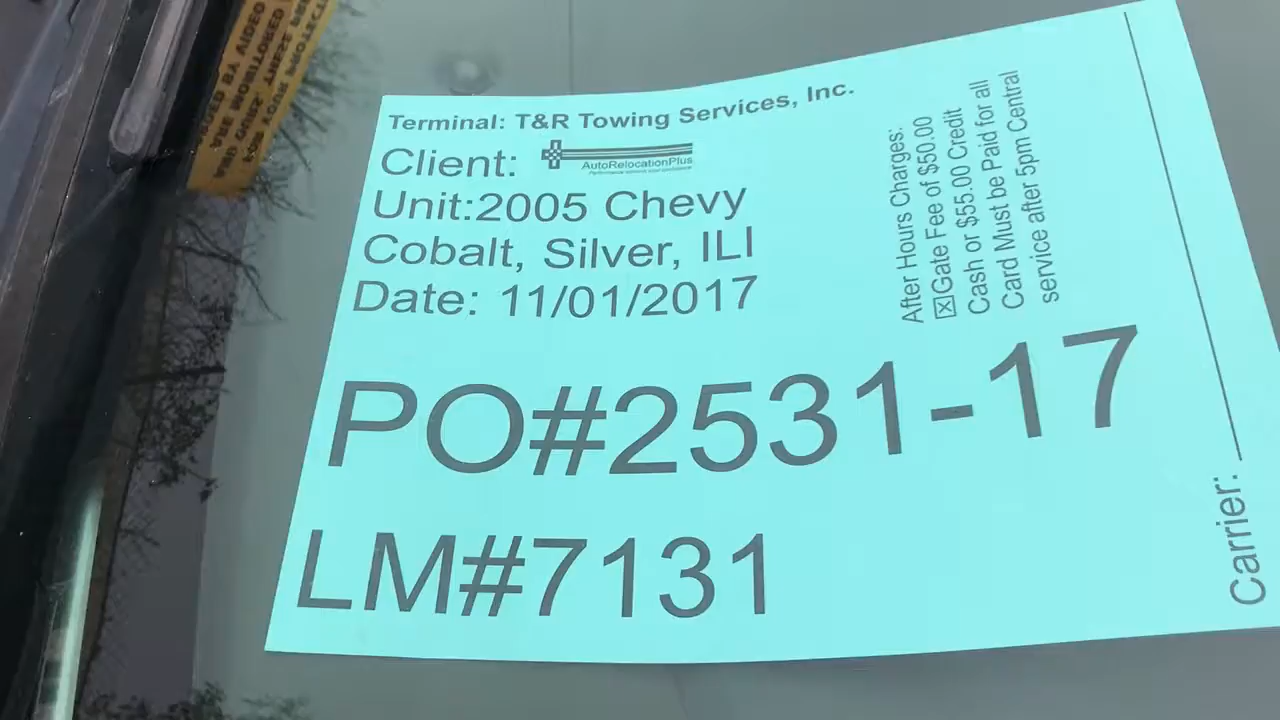 Terminal: T&R Towing Services, Inc.
Client: AutoRelocationPlus
Unit:2005 Chevy
Cobalt, Silver, ILI
Date: 11/01/2017
PO#2531-17
LM#7131
After Hours Charges:
☒Gate Fee of $50.00
Cash or $55.00 Credit
Card Must be Paid for all
service after 5pm Central
Carrier: